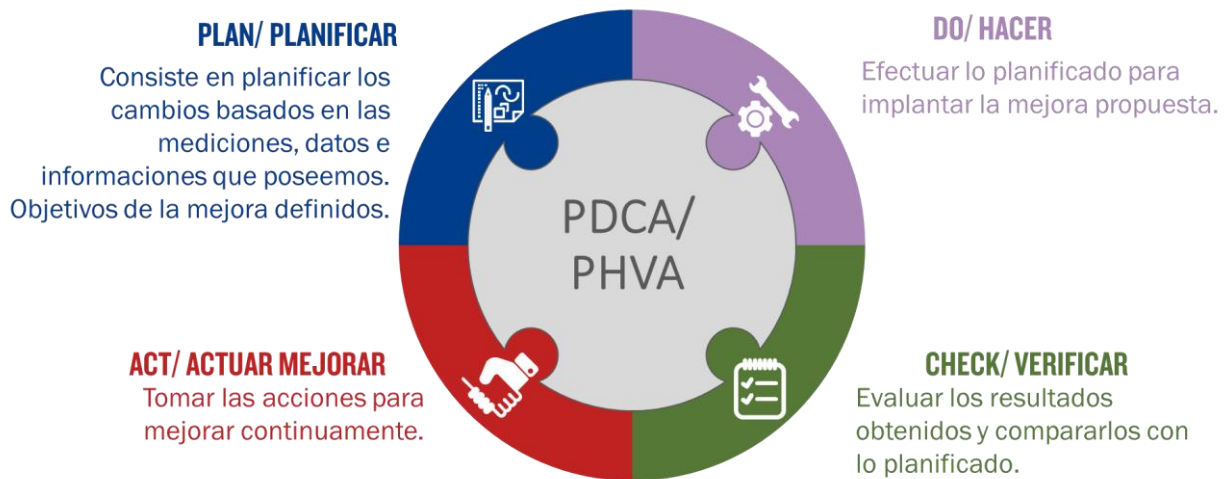 PLAN/ PLANIFICAR
Consiste en planificar los
cambios basados en las
mediciones, datos e
informaciones que poseemos.
Objetivos de la mejora definidos.
DO/ HACER
Efectuar lo planificado para
implantar la mejora propuesta.
PDCA/
PHVA
ACT/ ACTUAR MEJORAR
Tomar las acciones para
mejorar continuamente.
CHECK/ VERIFICAR
Evaluar los resultados
obtenidos y compararlos con
lo planificado.